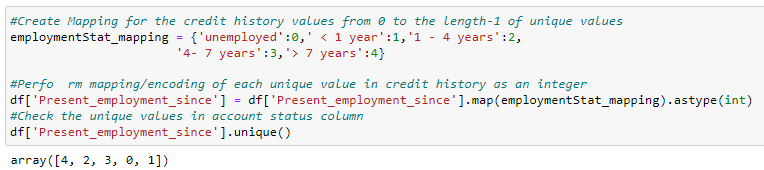 #Create Mapping for the credit history values from 0 to the length-1 of unique values
employmentStat_mapping = {'unemployed':0,' < 1 year':1,'1 - 4 years':2,
'4- 7 years':3,'> 7 years':4}
#Perfo  rm mapping/encoding of each unique value in credit history as an integer
df['Present_employment_since'] = df['Present_employment_since'].map(employmentStat_mapping).astype(int)
#Check the unique values in account status column
df['Present_employment_since'].unique()
array([4, 2, 3, 0, 1])